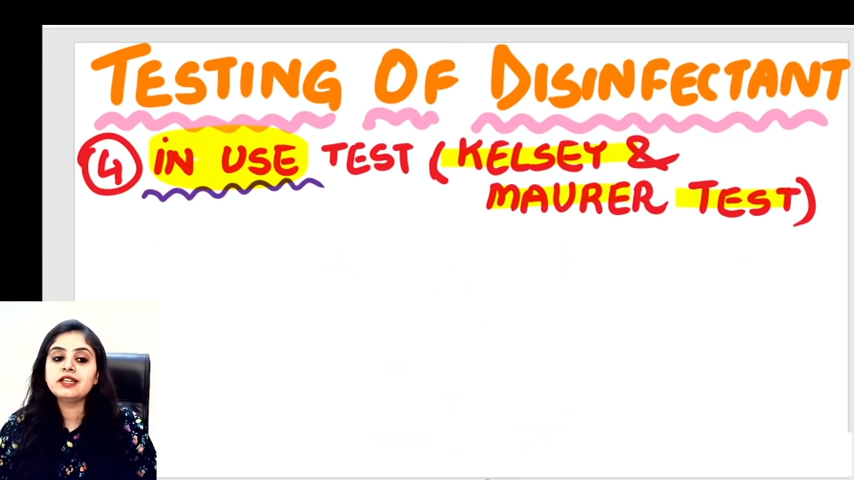 TESTING OF DISINFECTANT
4 IN USE TEST (KELSEY &
MAURER TEST)